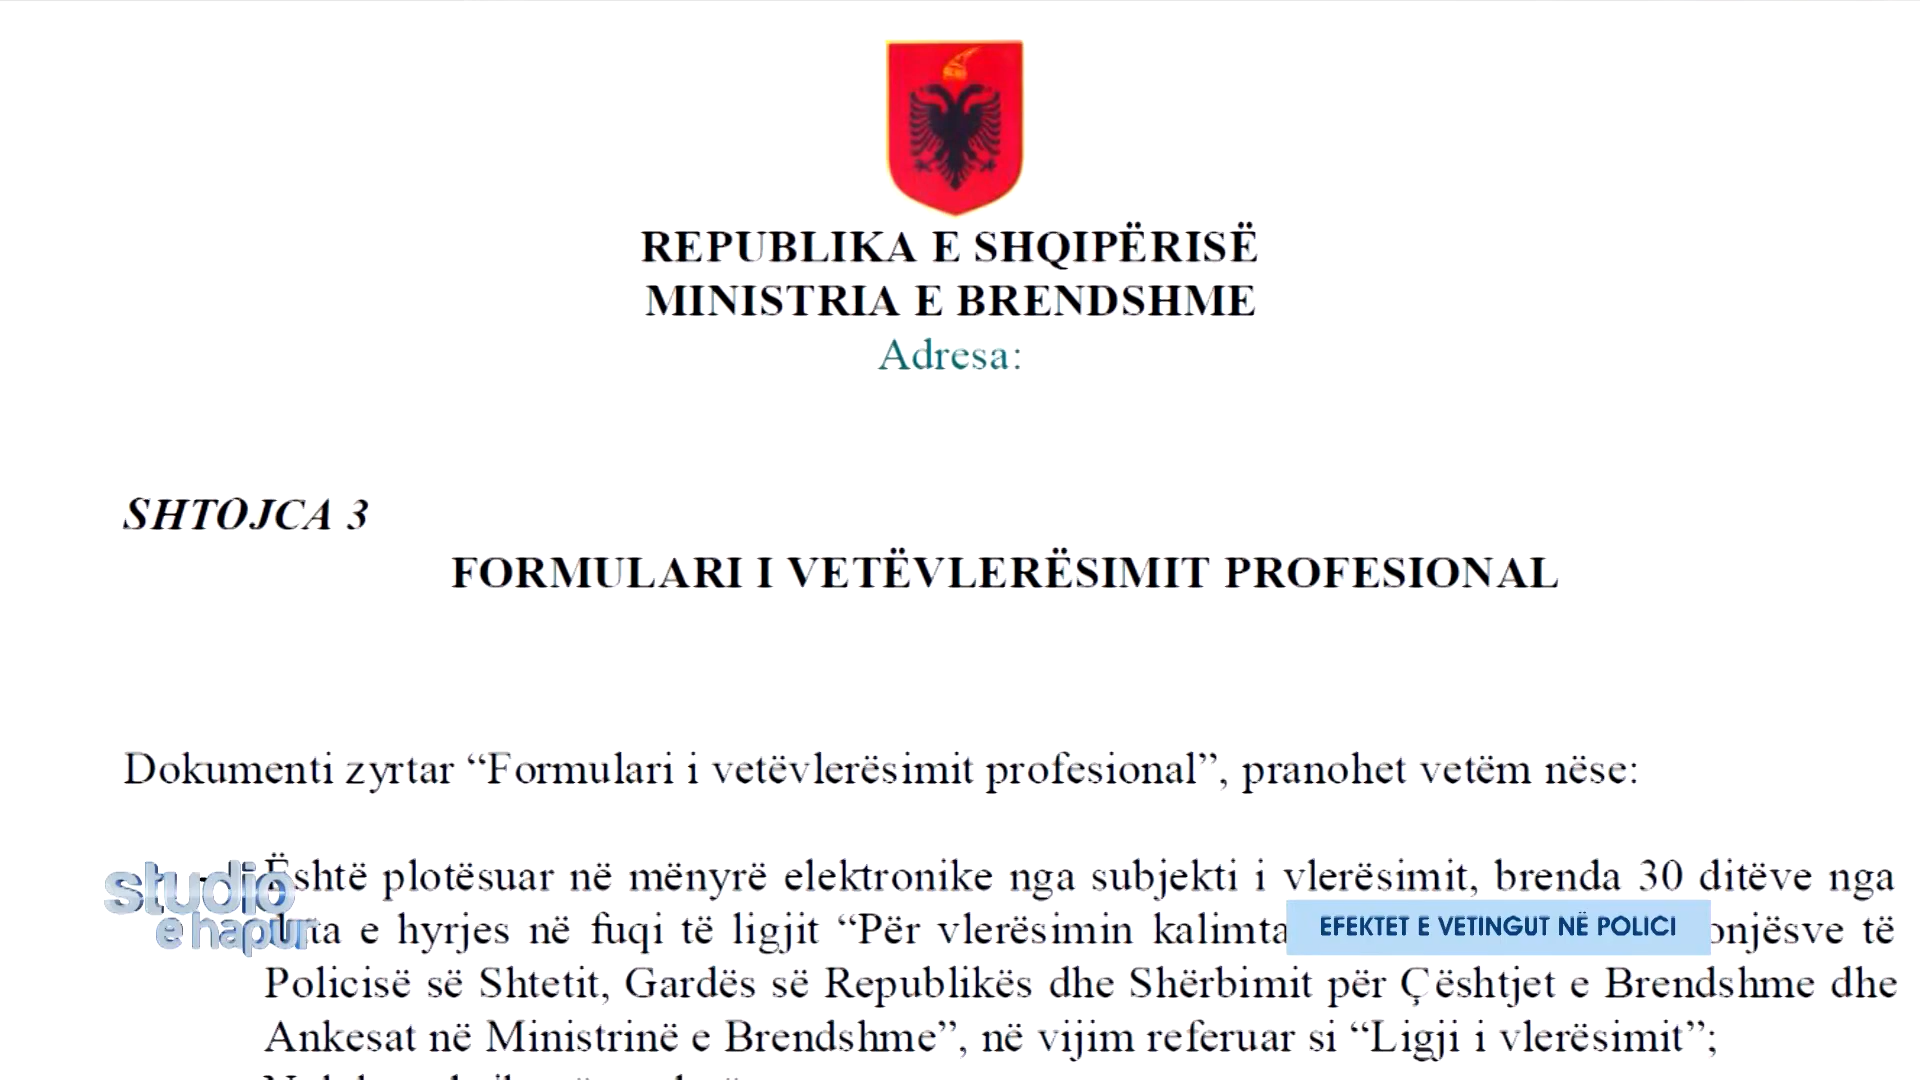 REPUBLIKA E SHQIPËRISË
MINISTRIA E BRENDSHME
Adresa:
SHTOJCA 3
FORMULARI I VETËVLERËSIMIT PROFESIONAL
Dokumenti zyrtar “Formulari i vetëvlerësimit profesional”, pranohet vetëm nëse:
- Është plotësuar në mënyrë elektronike nga subjekti i vlerësimit, brenda 30 ditëve nga
e hyrjes në fuqi të ligjit “Për vlerësimin të
Policisë së Shtetit, Gardës së Republikës dhe Shërbimit për Çështjet e Brendshme dhe
Ankesat në Ministrinë e Brendshme”, në vijim referuar si “Ligji i vlerësimit”;
studio
e hapur
EFEKTET E VETINGUT NË POLICI